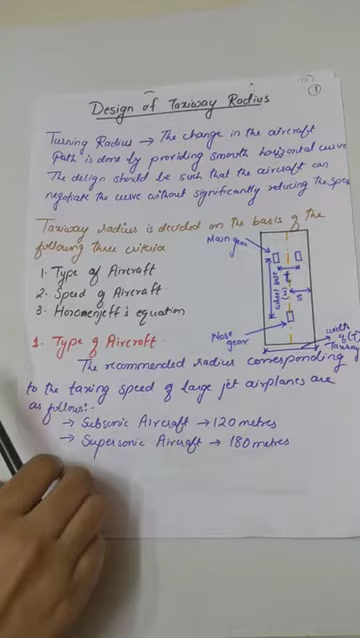 ①
Design of Taxiway Radius
Turning Radius → The change in the aircraft
Path is done by providing smooth horizontal curve
The design should be such that the aircraft can
negotiate the curve without significantly reducing the spee
Taxiway radius is decided on the basis of the
following three criteria
1. Type of Aircraft
2. Speed of Aircraft
3. Horomenjeff's equation
Main gear
wheel base
(w)
t
S
Nose
gear
width of (T)
Taxiway
1. Type of Aircraft
The recommended radius corresponding
to the taxing speed of large jet airplanes are
as follows:-
→ Subsonic Aircraft → 120 metres
→ Supersonic Aircraft → 180 metres